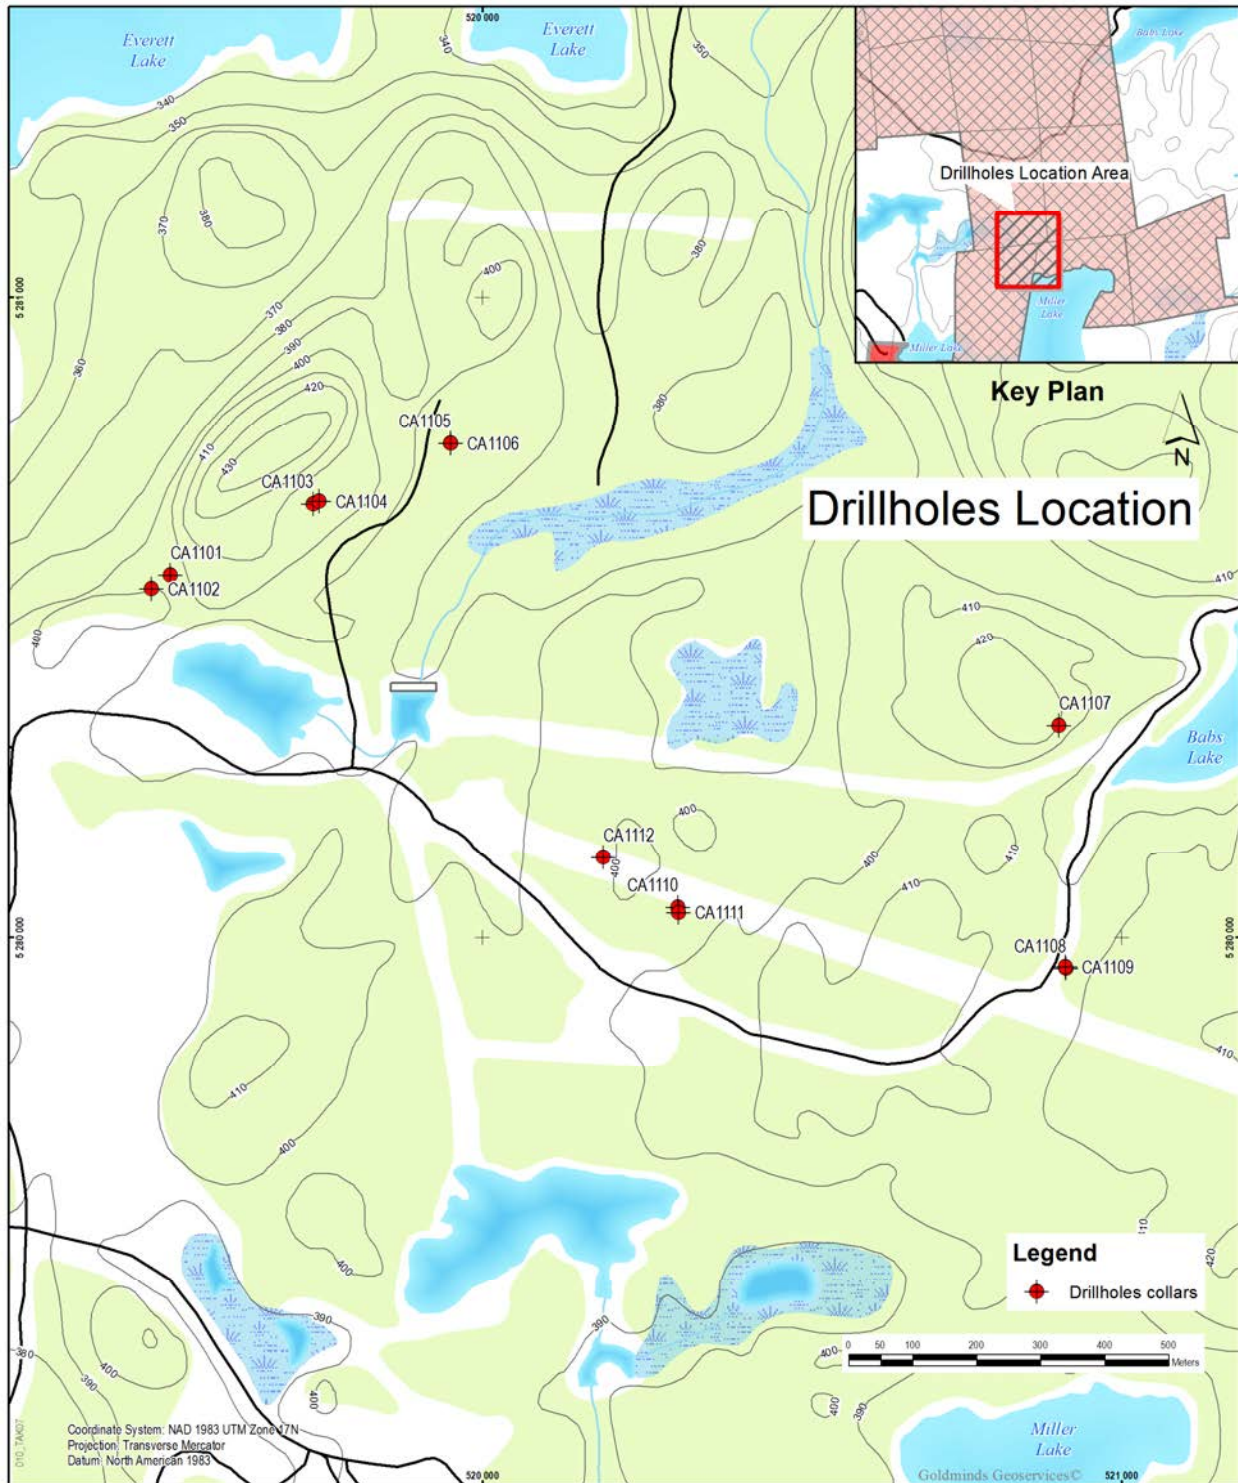 520 000
Everett
Lake
Everett
Lake
340
350
340
350
Babs Lake
Drillholes Location Area
Miller
Lake
Miller Lake
Key Plan
N
Drillholes Location
370
380
380
400
5 281 000
370
380
390
400
420
360
410
430
380
CA1105
CA1106
CA1103
CA1104
CA1101
CA1102
400
410
410
420
CA1107
Babs
Lake
400
CA1112
400
400
410
410
CA1110
CA1111
CA1108
CA1109
5 280 000
5 280 000
410
410
400
400
410
420
390
390
400
380
390
400
400
400
390
Legend
Drillholes collars
0 50 100 200 300 400 500
Meters
Coordinate System: NAD 1983 UTM Zone 17N
Projection: Transverse Mercator
Datum: North American 1983
010_TAK07
Miller
Lake
Goldminds Geoservices©
520 000
521 000